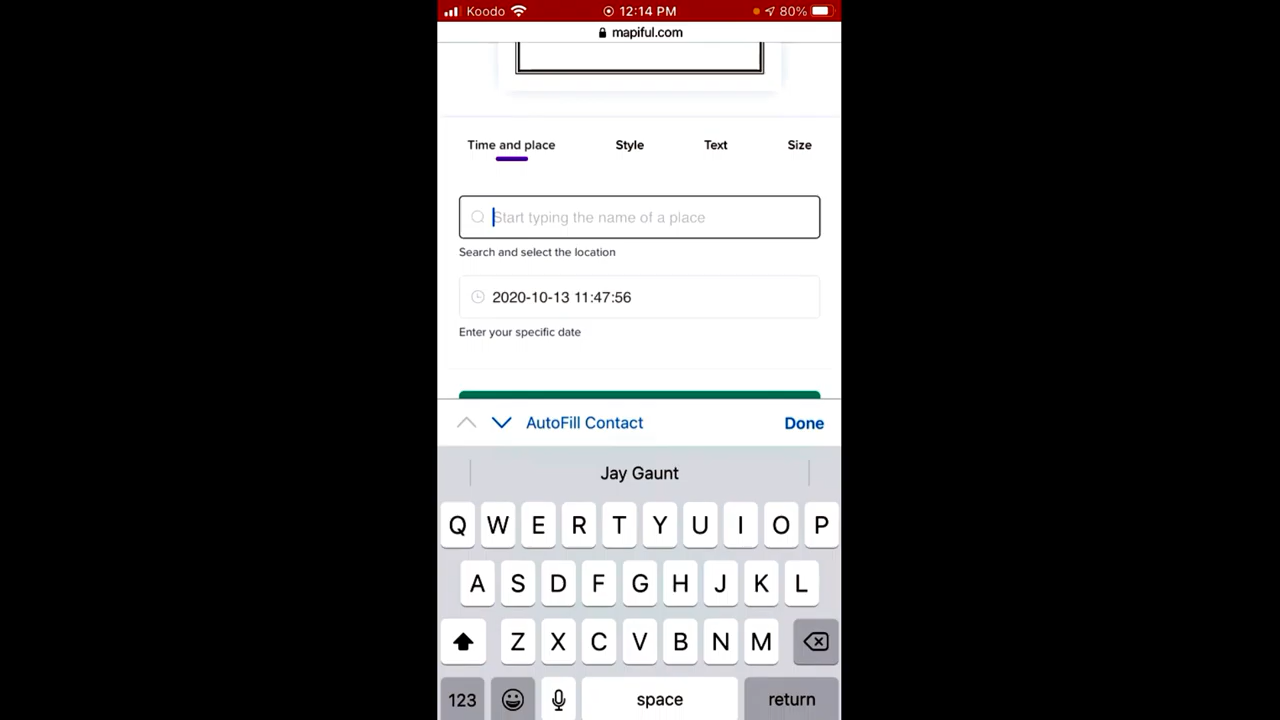 Koodo 12:14 PM 80%
mapiful.com
Time and place Style Text Size
Start typing the name of a place
Search and select the location
2020-10-13 11:47:56
Enter your specific date
AutoFill Contact Done
Jay Gaunt
Q W E R T Y U I O P
A S D F G H J K L
Z X C V B N M
123 space return